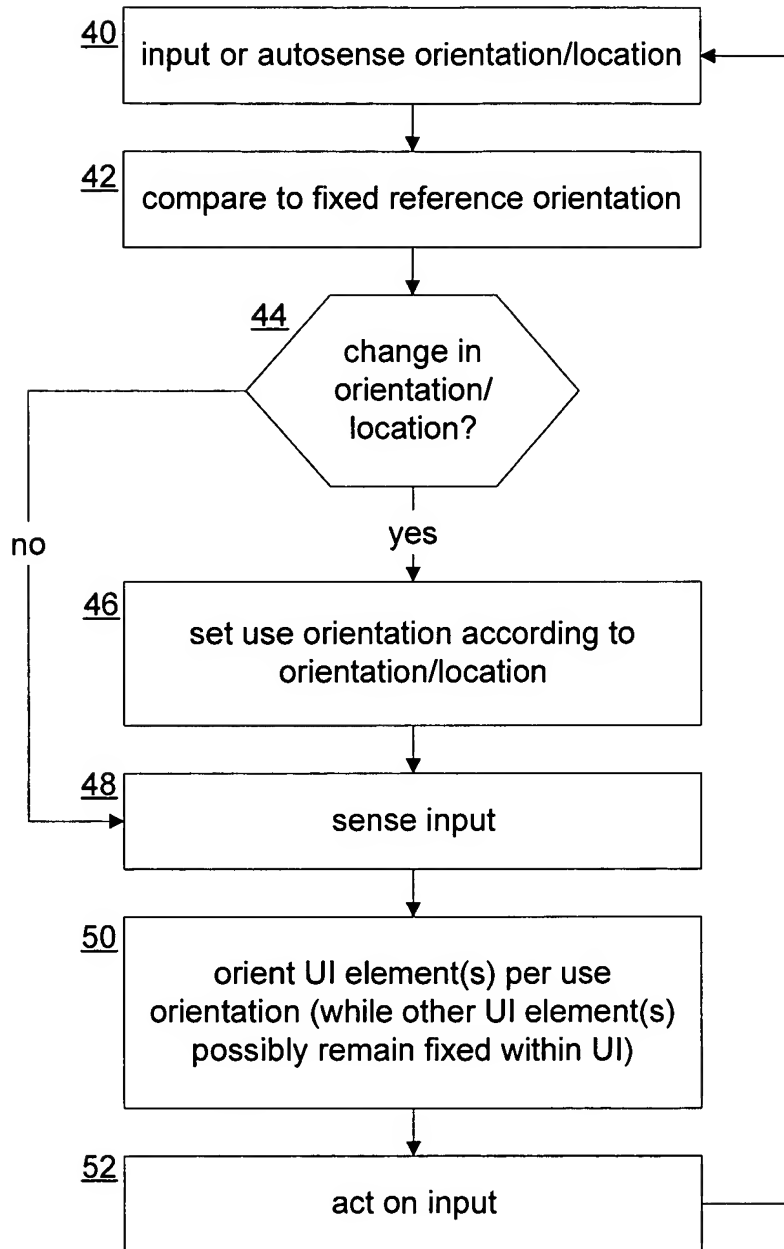 40
input or autosense orientation/location
42
compare to fixed reference orientation
44
change in
orientation/
location?
no
yes
46
set use orientation according to
orientation/location
48
sense input
50
orient UI element(s) per use
orientation (while other UI element(s)
possibly remain fixed within UI)
52
act on input